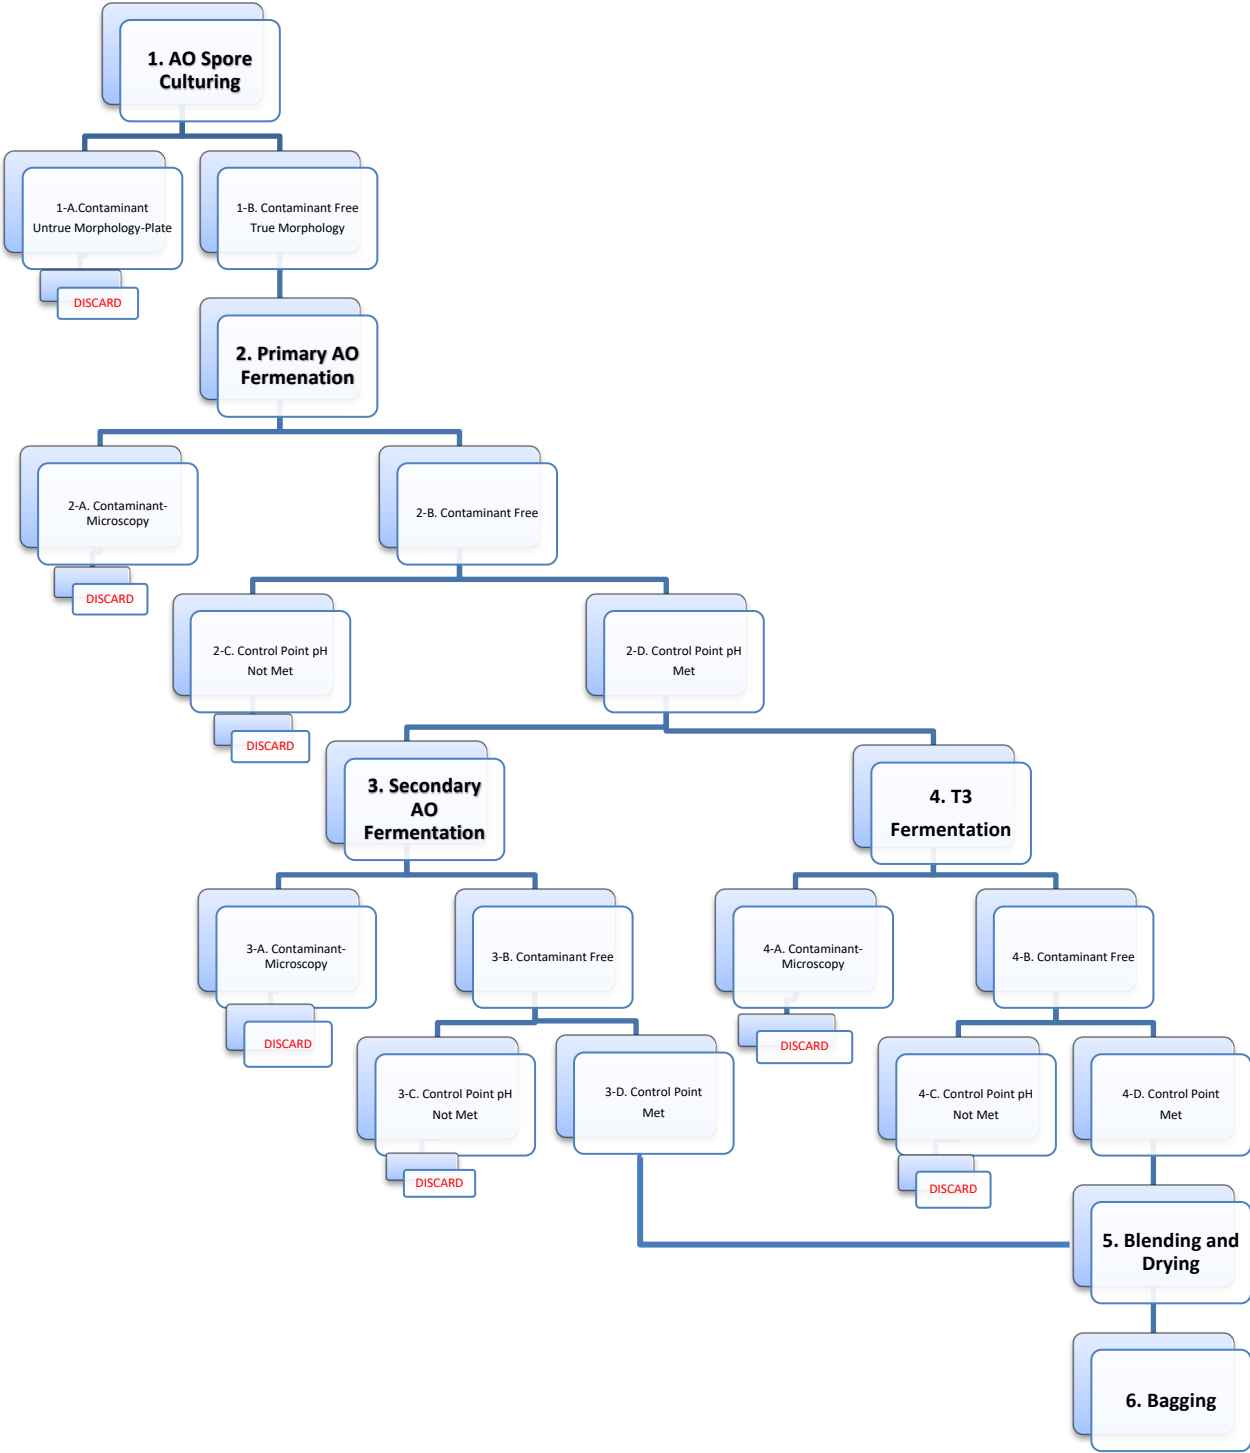 1. AO Spore
Culturing
1-A.Contaminant
Untrue Morphology-Plate
1-B. Contaminant Free
True Morphology
DISCARD
2. Primary AO
Fermenation
2-A. Contaminant-
Microscopy
2-B. Contaminant Free
DISCARD
2-C. Control Point pH
Not Met
2-D. Control Point pH
Met
DISCARD
3. Secondary
AO
Fermentation
4. T3
Fermentation
3-A. Contaminant-
Microscopy
3-B. Contaminant Free
4-A. Contaminant-
Microscopy
4-B. Contaminant Free
DISCARD
DISCARD
3-C. Control Point pH
Not Met
3-D. Control Point
Met
4-C. Control Point pH
Not Met
4-D. Control Point
Met
DISCARD
DISCARD
5. Blending and
Drying
6. Bagging